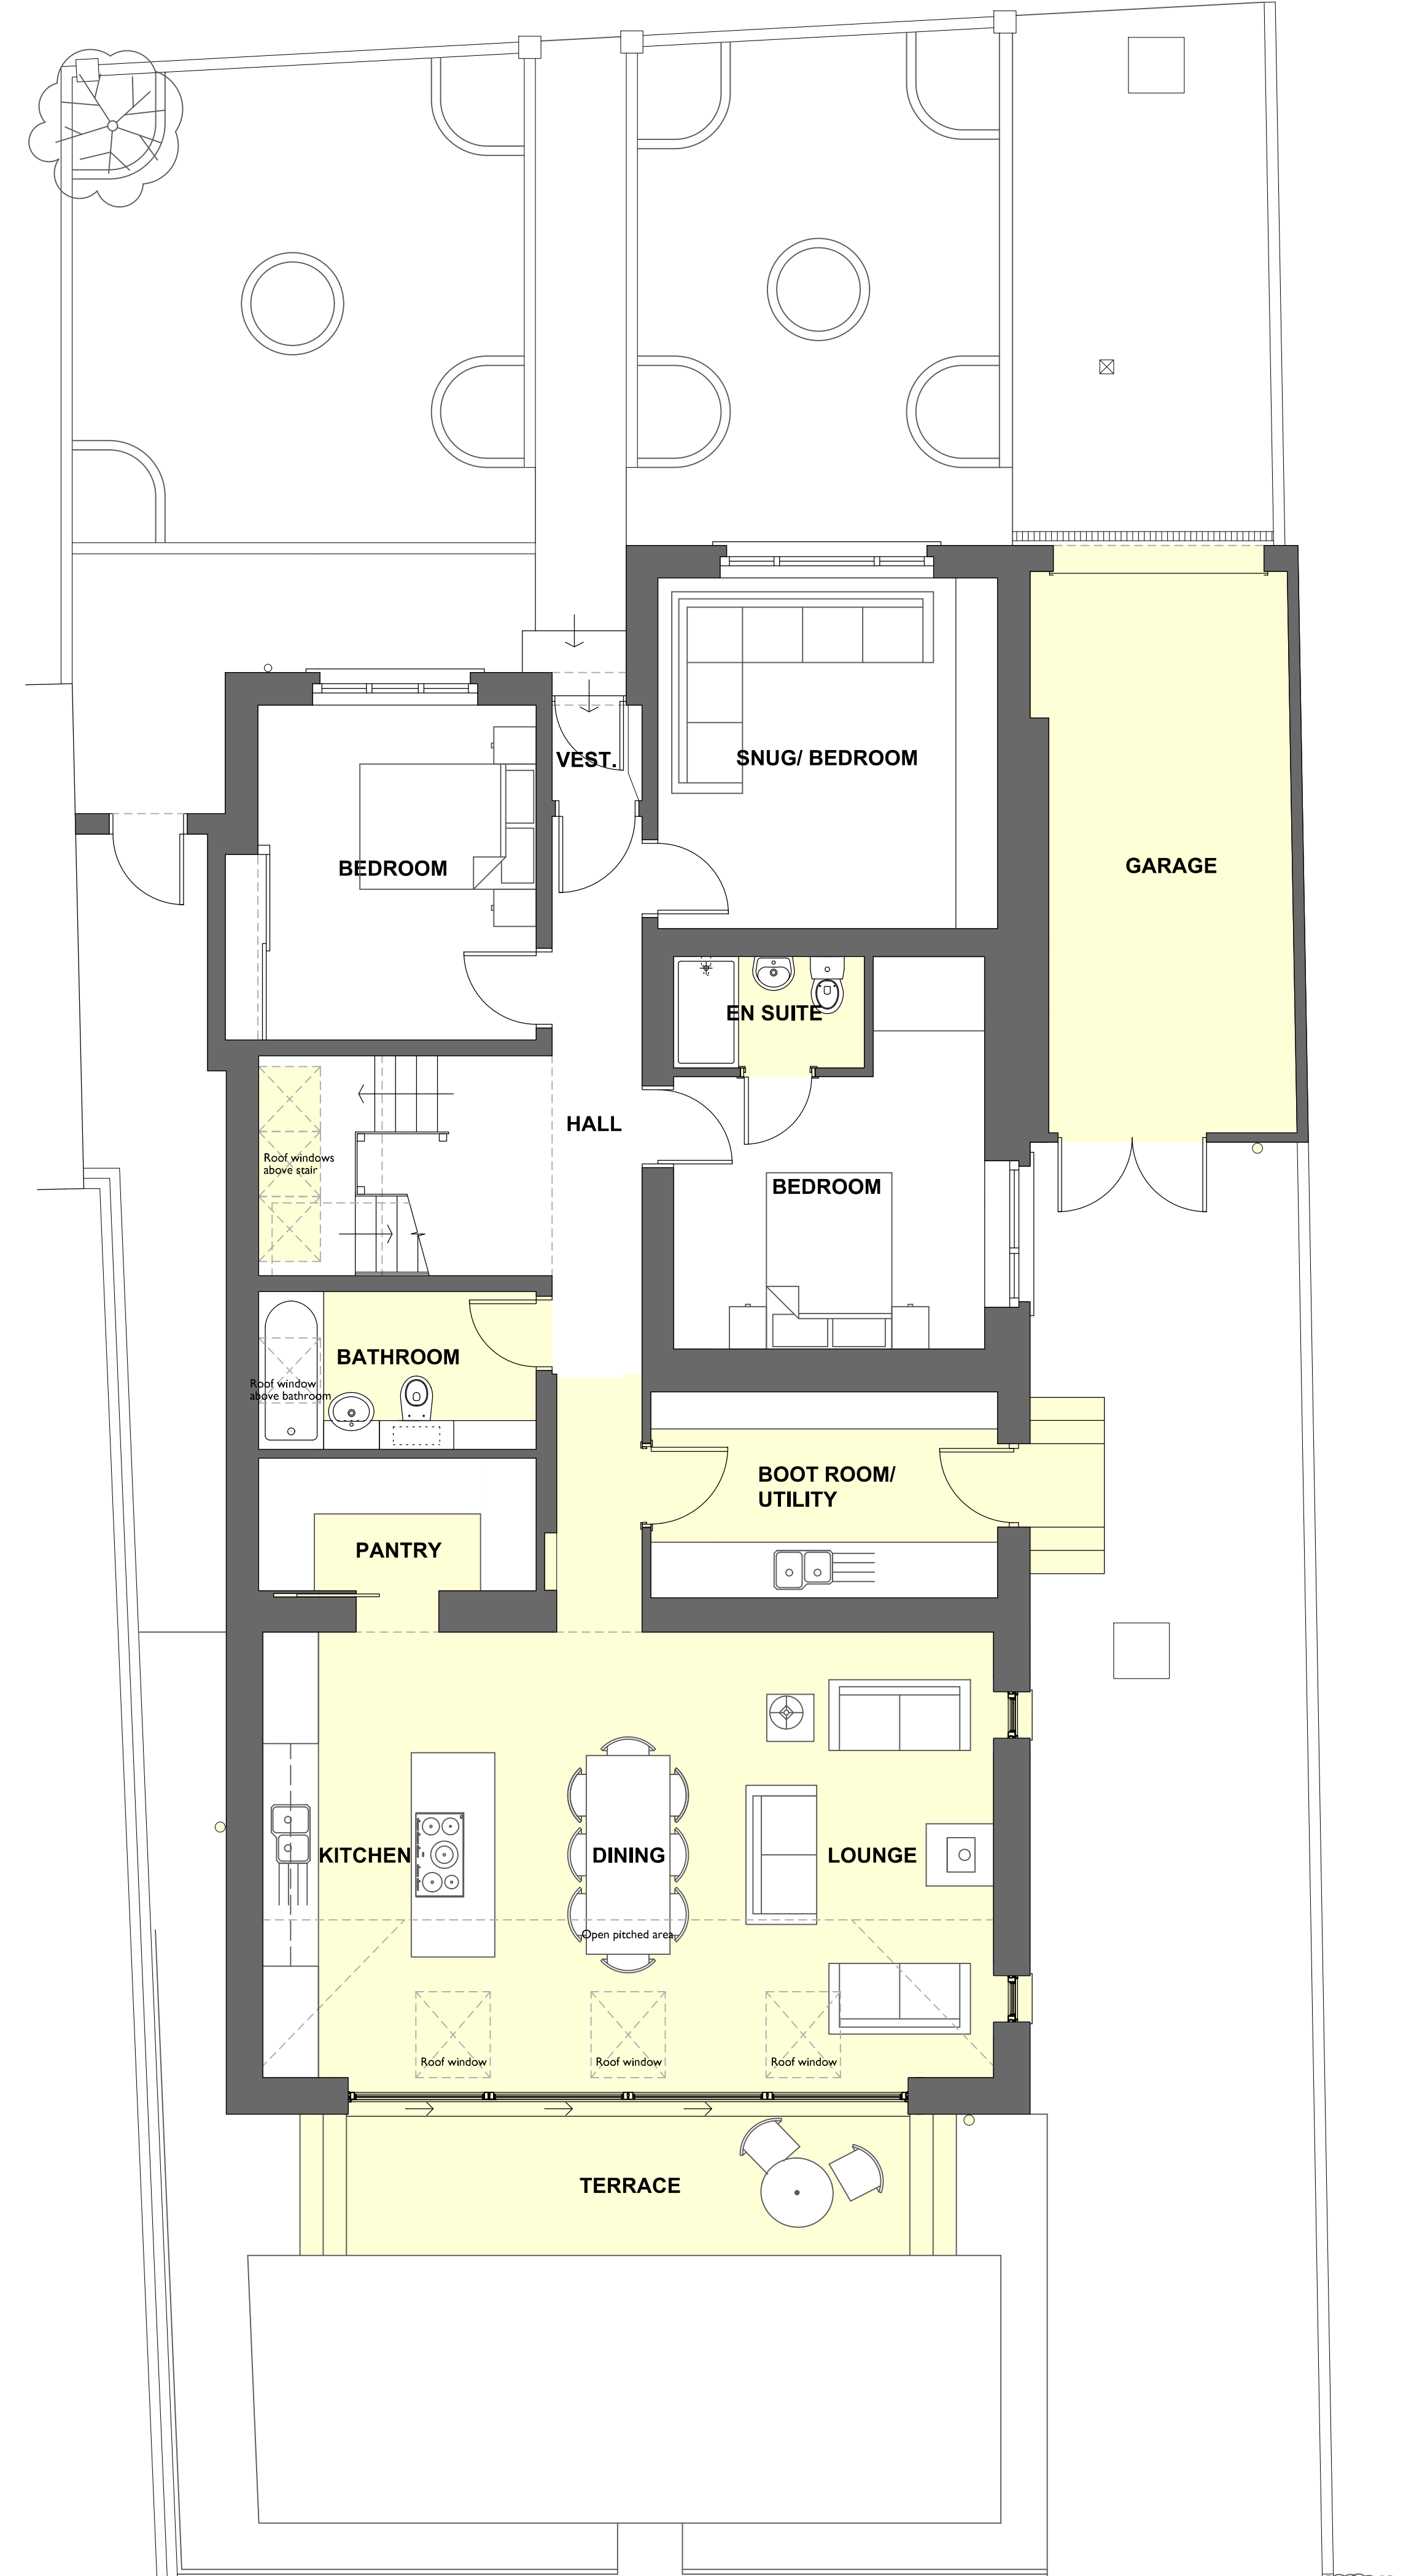 VEST.
SNUG/ BEDROOM
BEDROOM
GARAGE
EN SUITE
HALL
Roof windows
above stair
BEDROOM
BATHROOM
Roof window
above bathroom
BOOT ROOM/
UTILITY
PANTRY
KITCHEN
DINING
LOUNGE
Open pitched area
Roof window
Roof window
Roof window
TERRACE